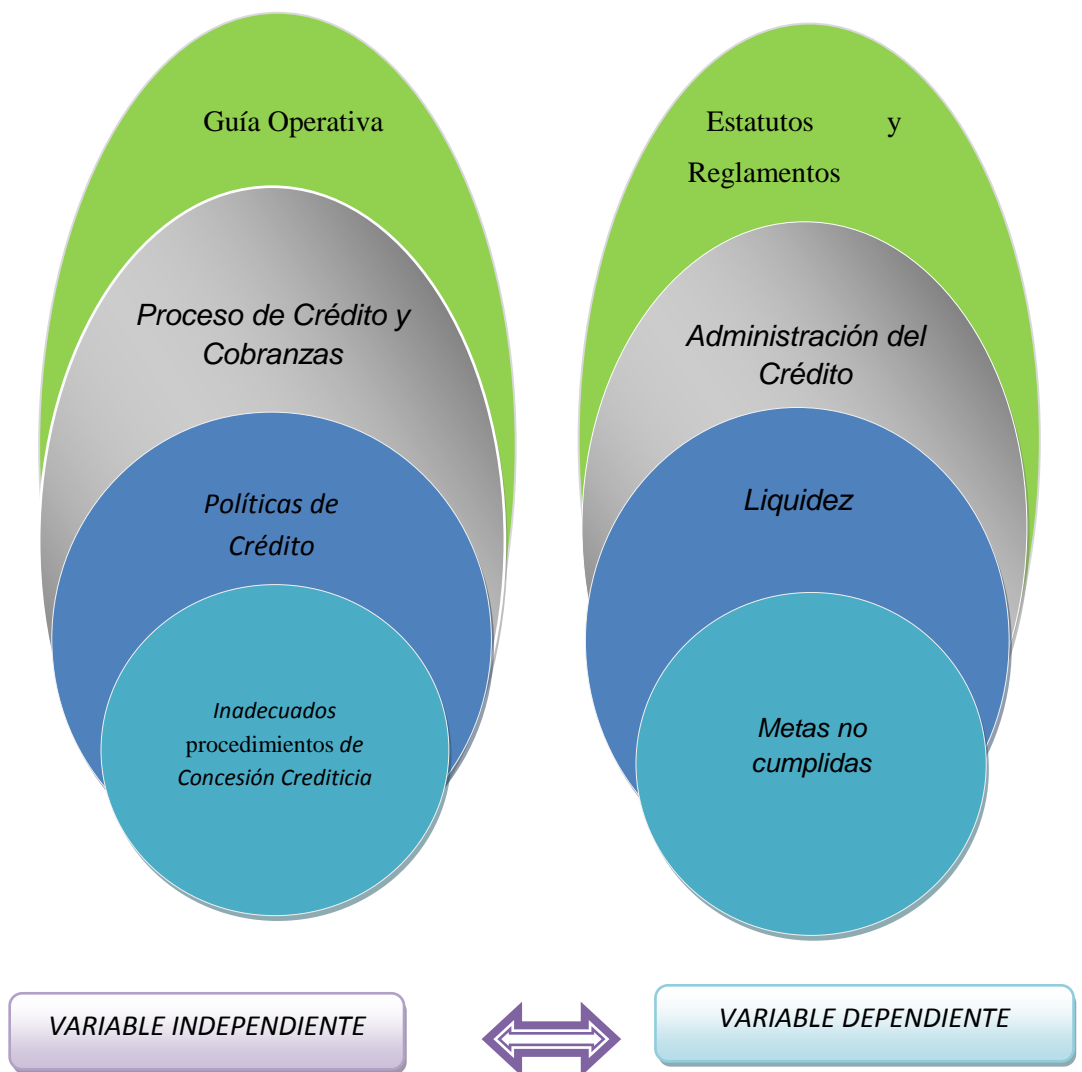 Guía Operativa
Proceso de Crédito y
Cobranzas
Políticas de
Crédito
Inadecuados
procedimientos de
Concesión Crediticia
Estatutos y
Reglamentos
Administración del
Crédito
Liquidez
Metas no
cumplidas
VARIABLE INDEPENDIENTE
VARIABLE DEPENDIENTE